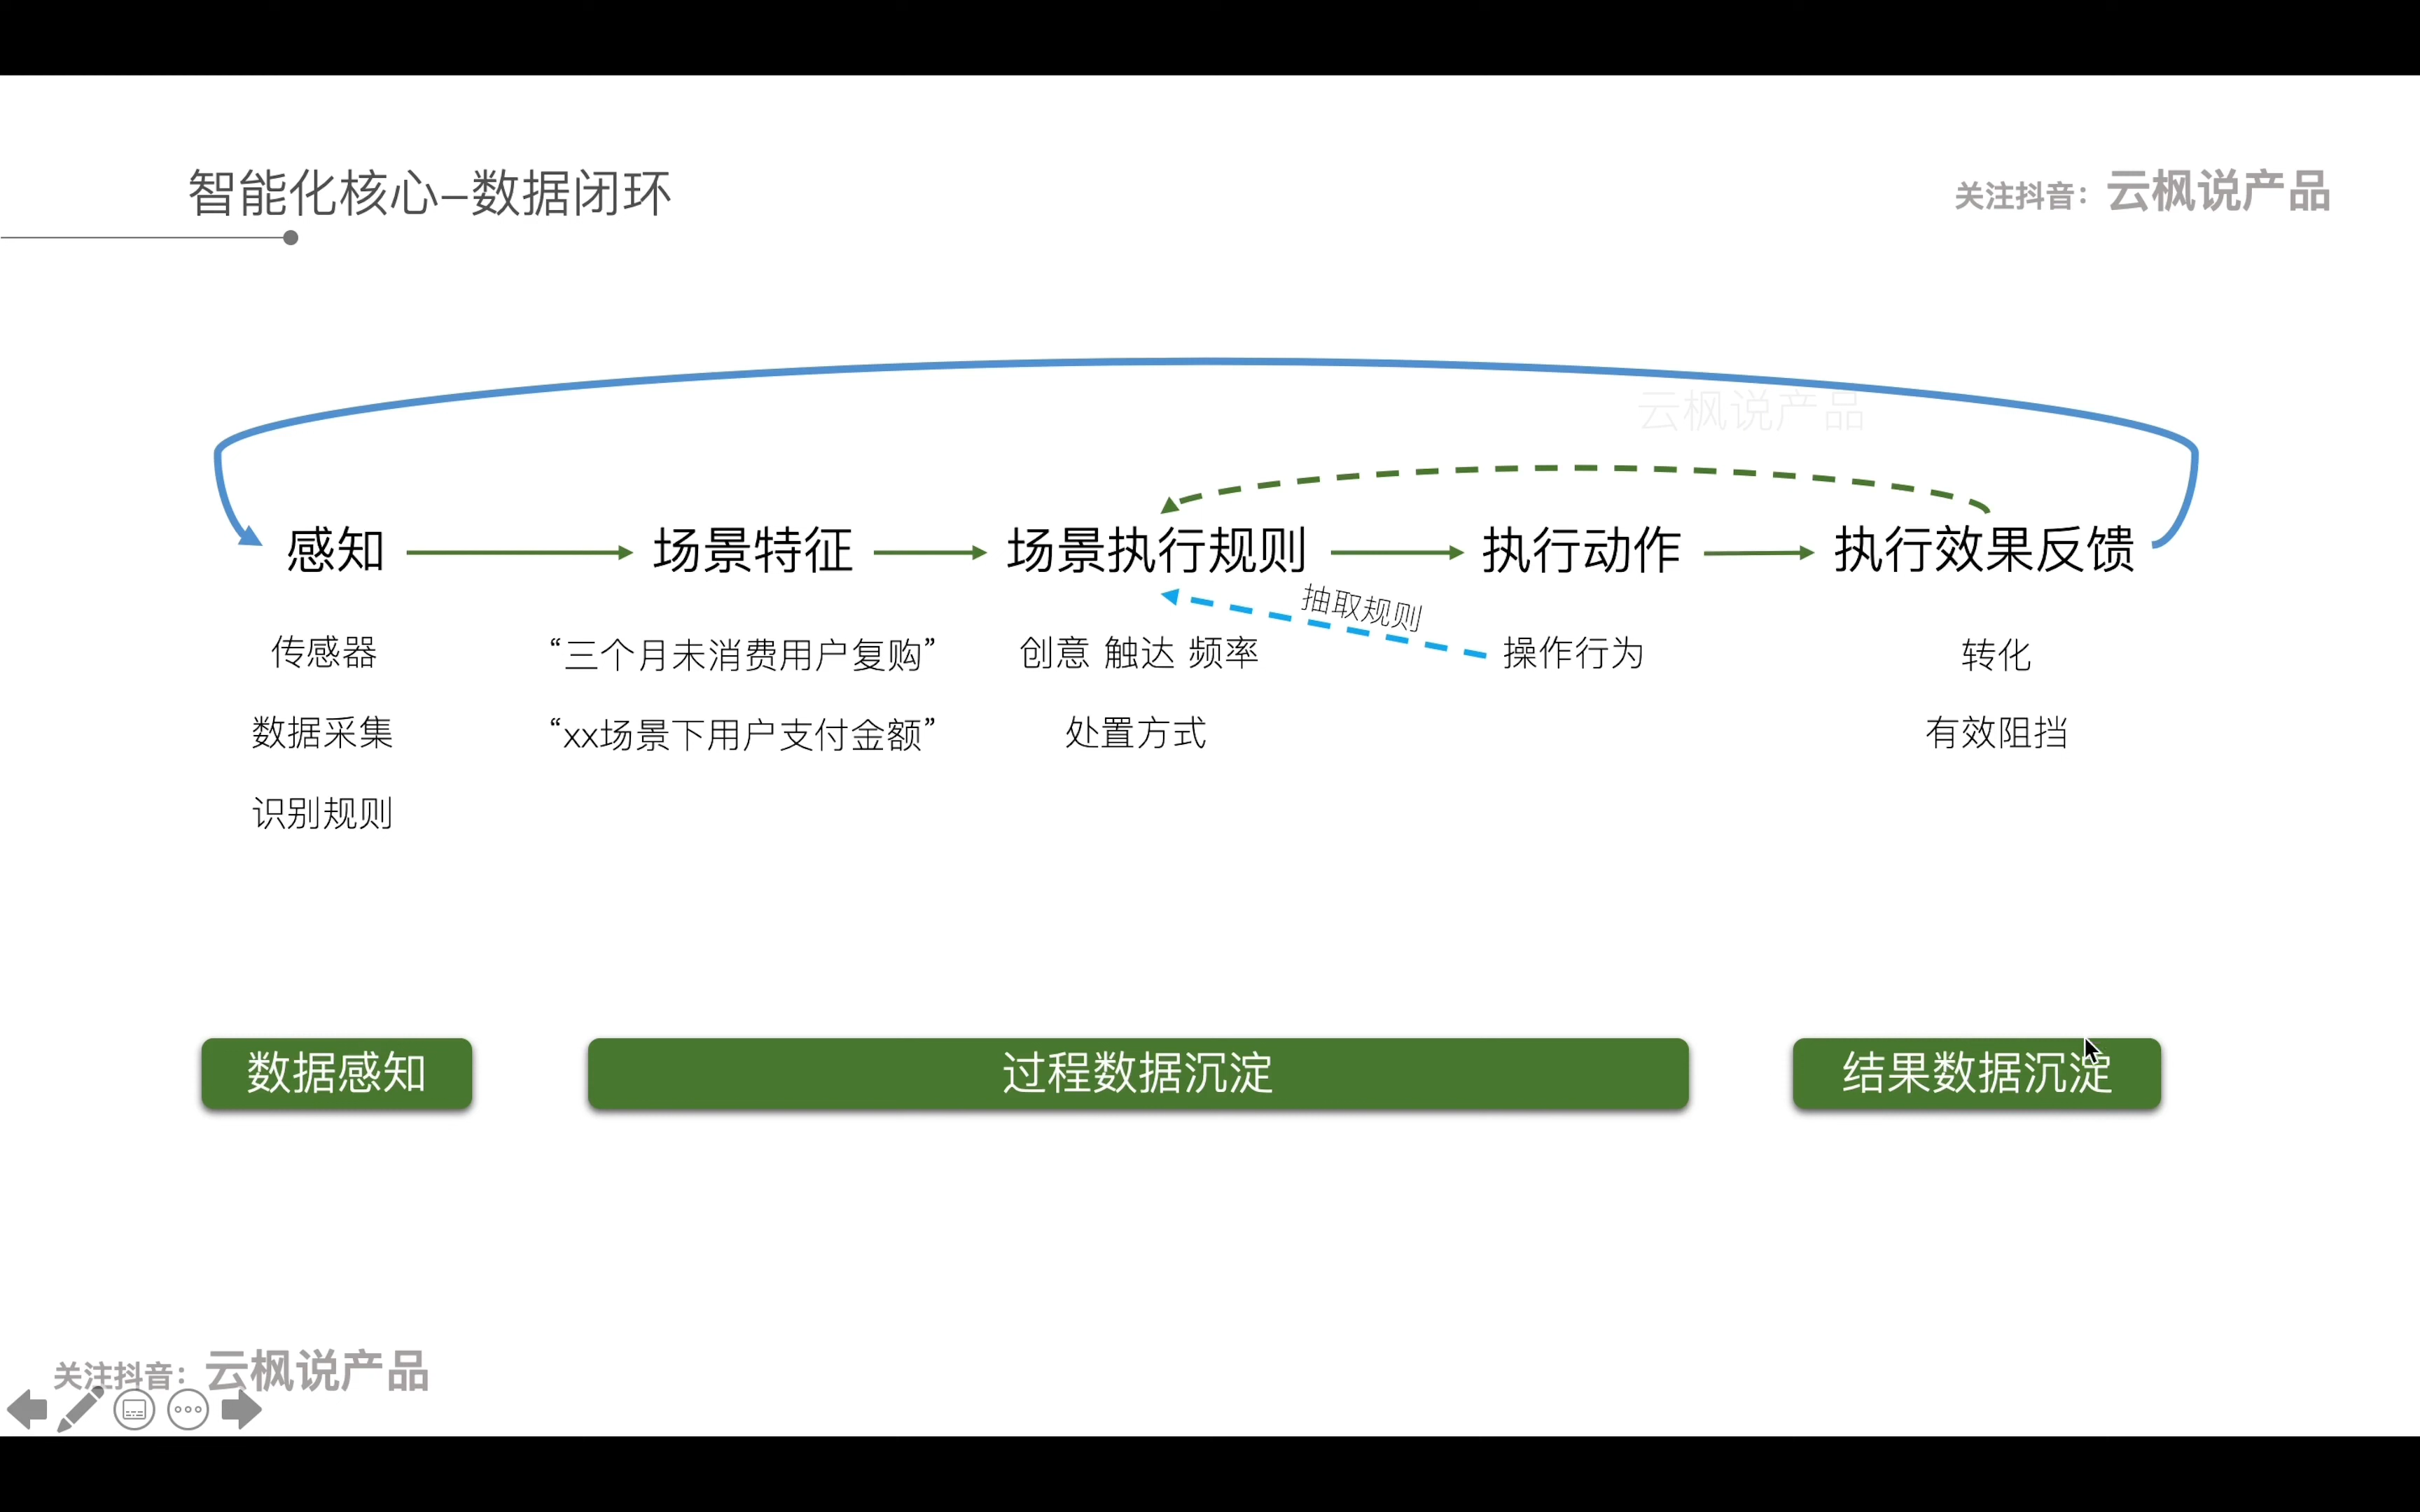 智能化核心–数据闭环
关注抖音：云枫说产品
云枫说产品
感知
场景特征
场景执行规则
执行动作
执行效果反馈
抽取规则
传感器
“三个月未消费用户复购”
创意 触达 频率
操作行为
转化
数据采集
“xx场景下用户支付金额”
处置方式
有效阻挡
识别规则
数据感知
过程数据沉淀
结果数据沉淀
关注抖音：云枫说产品